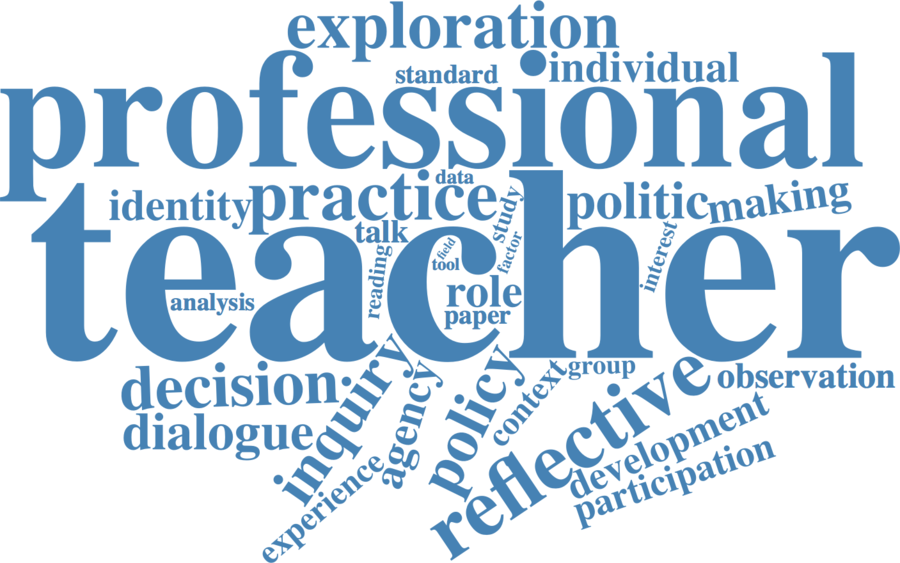 exploration
standard
individual
professional
data
identity
practice
study
politic
making
talk
field
tool
factor
reading
interest
teacher
analysis
role
paper
decision
dialogue
inquiry
agency
policy
context
group
observation
reflective
experience
development
participation